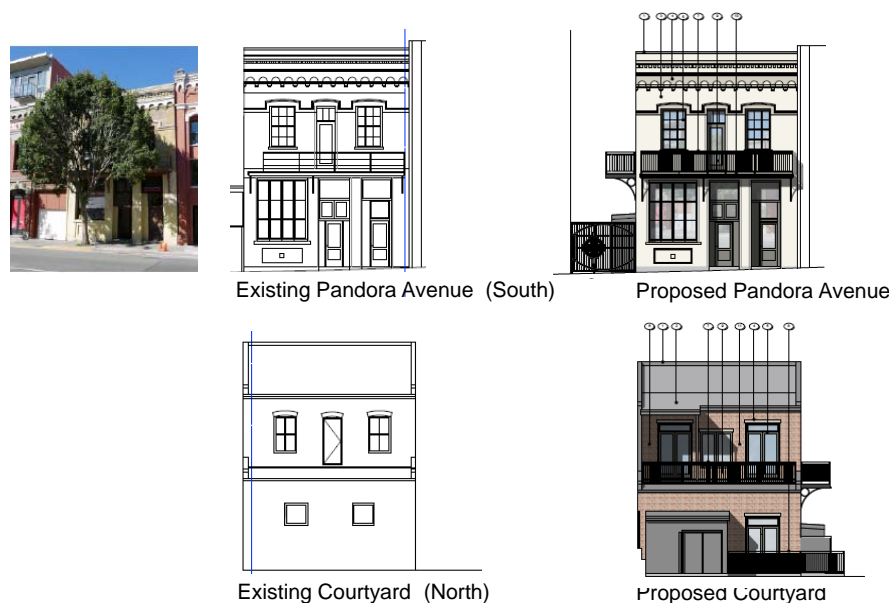 Existing Pandora Avenue (South)
Proposed Pandora Avenue
Existing Courtyard (North)
Proposed Courtyard